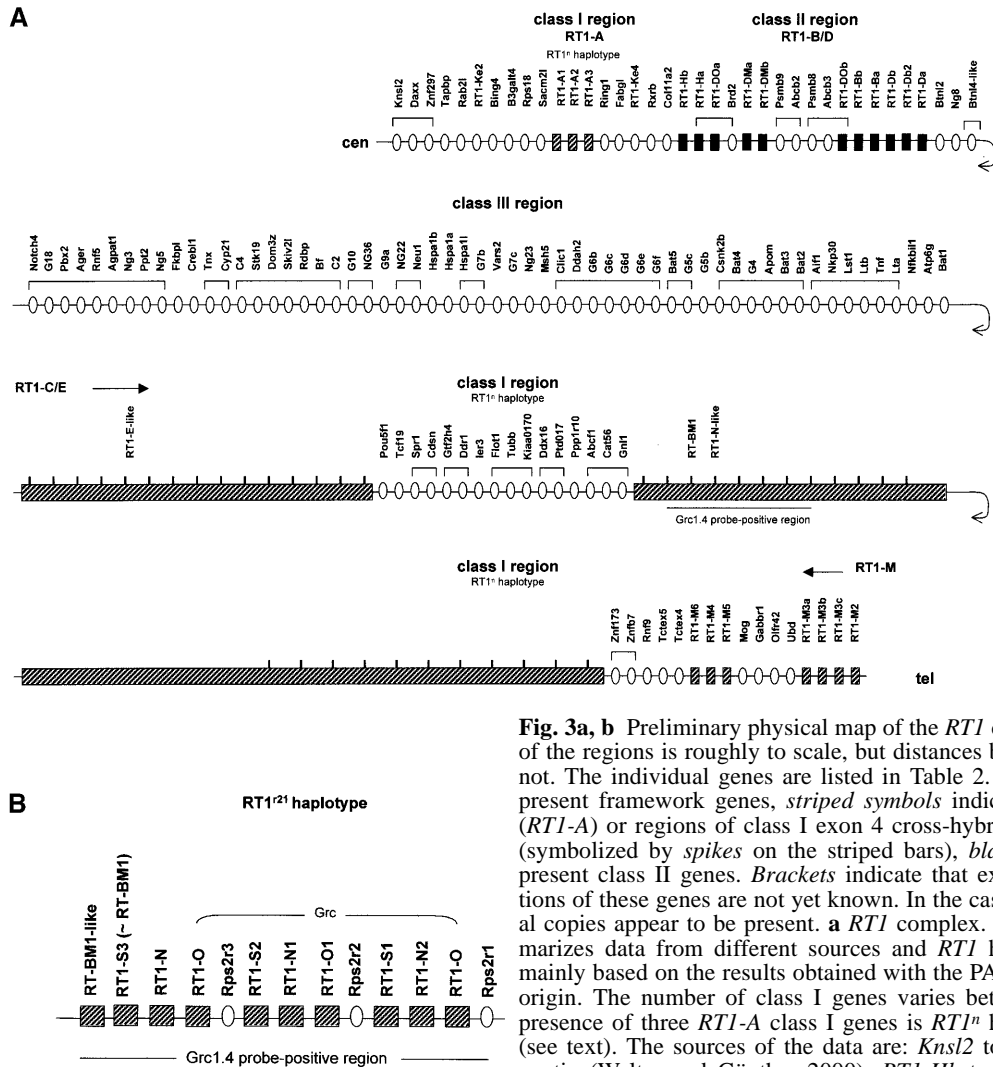 A
class I region
RT1-A
RT1ⁿ haplotype
class II region
RT1-B/D
Knsl2
Daxx
Znf297
Tapbp
Rab2l
RT1-Ke2
Bing4
B3galt4
Rps18
Sacm2l
RT1-A1
RT1-A2
RT1-A3
Ring1
Fabgl
RT1-Ke4
Rxrb
Col11a2
RT1-Hb
RT1-Ha
RT1-DOa
Brd2
RT1-DMa
RT1-DMb
Psmb9
Abcb2
Psmb8
Abcb3
RT1-DOb
RT1-Bb
RT1-Ba
RT1-Db
RT1-Db2
RT1-Da
Btnl2
Ng8
Btnl4-like
cen
class III region
Notch4
G18
Pbx2
Ager
Rnf5
Agpat1
Ng3
Ppt2
Ng5
Fkbpl
Crebl1
Tnx
Cyp21
C4
Stk19
Dom3z
Skiv2l
Rdbp
Bf
C2
G10
NG36
G9a
NG22
Neu1
Hspa1b
Hspa1a
Hspa1l
G7b
Vars2
G7c
Ng23
Msh5
Clic1
Ddah2
G6b
G6c
G6d
G6e
G6f
Bat5
G5c
G5b
Csnk2b
Bat4
G4
Apom
Bat3
Bat2
Aif1
Nkp30
Lst1
Ltb
Tnf
Lta
Nfkbil1
Atp6g
Bat1
RT1-C/E
class I region
RT1ⁿ haplotype
RT1-E-like
Pou5f1
Tcf19
Spr1
Cdsn
Gtf2h4
Ddr1
Ier3
Flot1
Tubb
Kiaa0170
Ddx16
Ptd017
Ppp1r10
Abcf1
Cat56
Gnl1
RT-BM1
RT1-N-like
Grc1.4 probe-positive region
class I region
RT1ⁿ haplotype
RT1-M
Znf173
Znfb7
Rnf9
Tctex5
Tctex4
RT1-M6
RT1-M4
RT1-M5
Mog
Gabbr1
Olfr42
Ubd
RT1-M3a
RT1-M3b
RT1-M3c
RT1-M2
tel
B
RT1ʳ²¹ haplotype
Grc
RT-BM1-like
RT1-S3 (~ RT-BM1)
RT1-N
RT1-O
Rps2r3
RT1-S2
RT1-N1
RT1-O1
Rps2r2
RT1-S1
RT1-N2
RT1-O
Rps2r1
Grc1.4 probe-positive region
Fig. 3a, b Preliminary physical map of the RT1
of the regions is roughly to scale, but distances
not. The individual genes are listed in Table 2.
present framework genes, striped symbols
(RT1-A) or regions of class I exon 4
(symbolized by spikes on the striped bars),
present class II genes. Brackets indicate that
tions of these genes are not yet known. In the
al copies appear to be present. a RT1 complex.
marizes data from different sources and RT1
mainly based on the results obtained with the
origin. The number of class I genes varies
presence of three RT1-A class I genes is RT1ⁿ
(see text). The sources of the data are: Knsl2